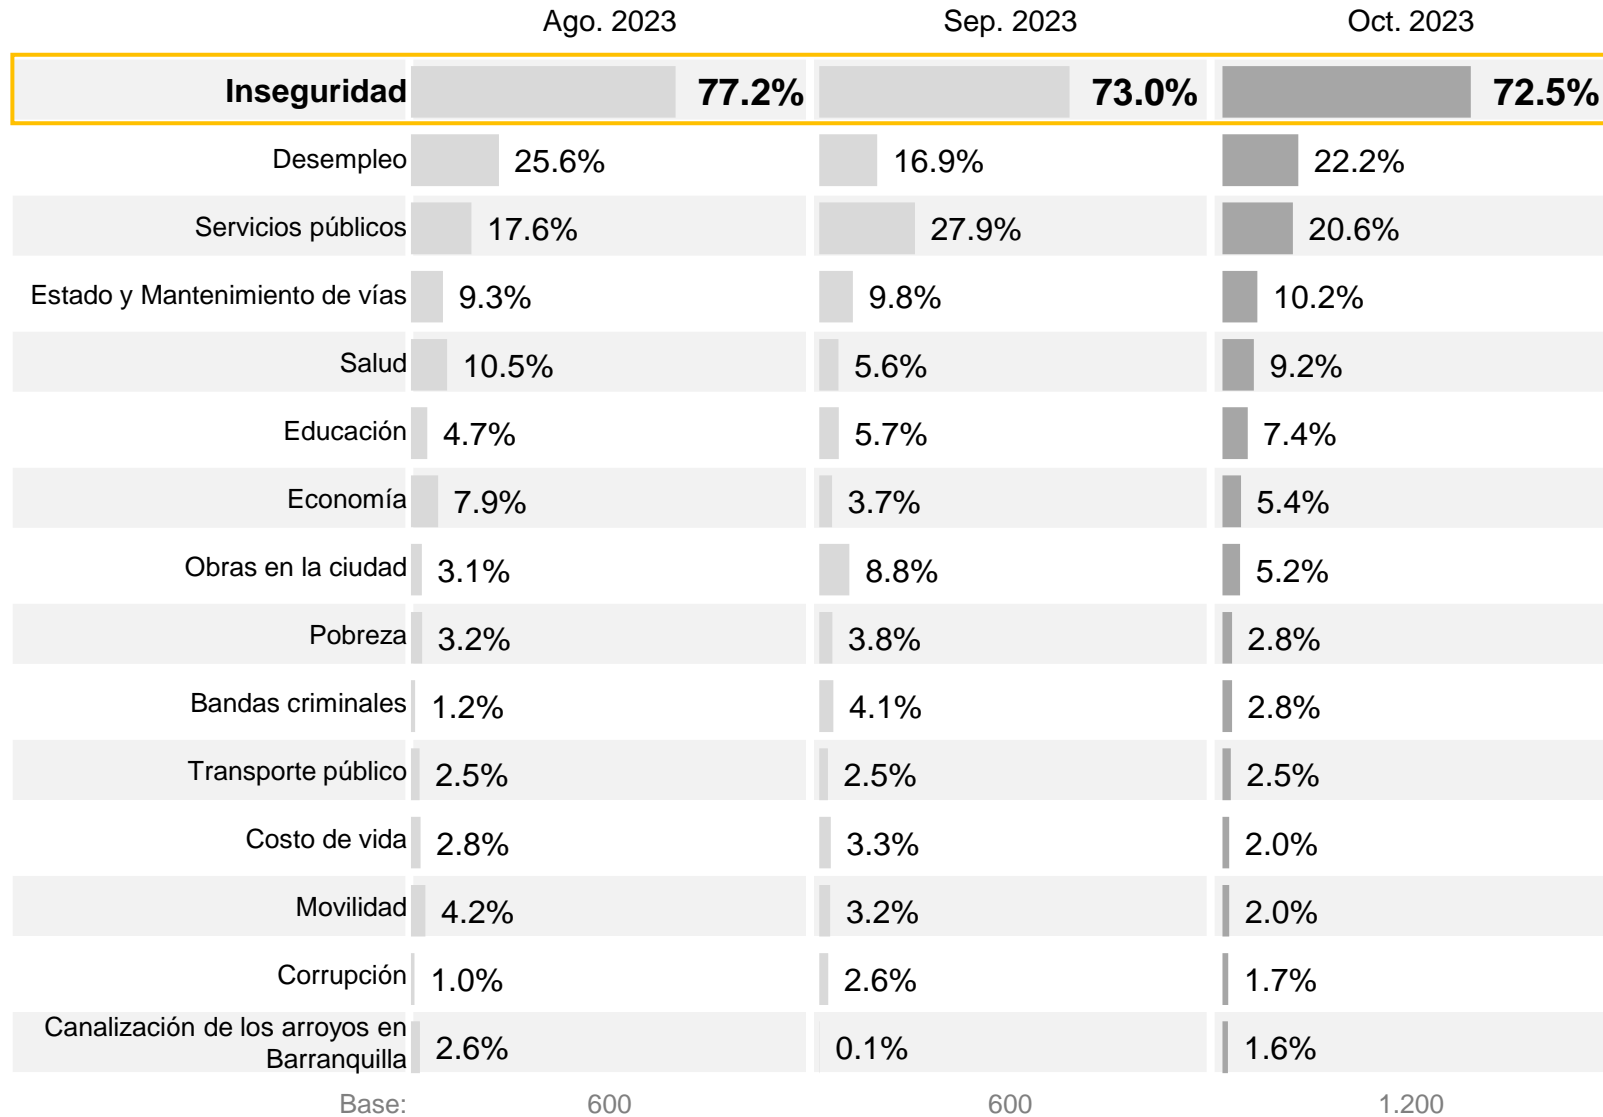 Ago. 2023 Sep. 2023 Oct. 2023
Inseguridad 77.2% 73.0% 72.5%
Desempleo 25.6% 16.9% 22.2%
Servicios públicos 17.6% 27.9% 20.6%
Estado y Mantenimiento de vías 9.3% 9.8% 10.2%
Salud 10.5% 5.6% 9.2%
Educación 4.7% 5.7% 7.4%
Economía 7.9% 3.7% 5.4%
Obras en la ciudad 3.1% 8.8% 5.2%
Pobreza 3.2% 3.8% 2.8%
Bandas criminales 1.2% 4.1% 2.8%
Transporte público 2.5% 2.5% 2.5%
Costo de vida 2.8% 3.3% 2.0%
Movilidad 4.2% 3.2% 2.0%
Corrupción 1.0% 2.6% 1.7%
Canalización de los arroyos en
Barranquilla 2.6% 0.1% 1.6%
Base: 600 600 1.200